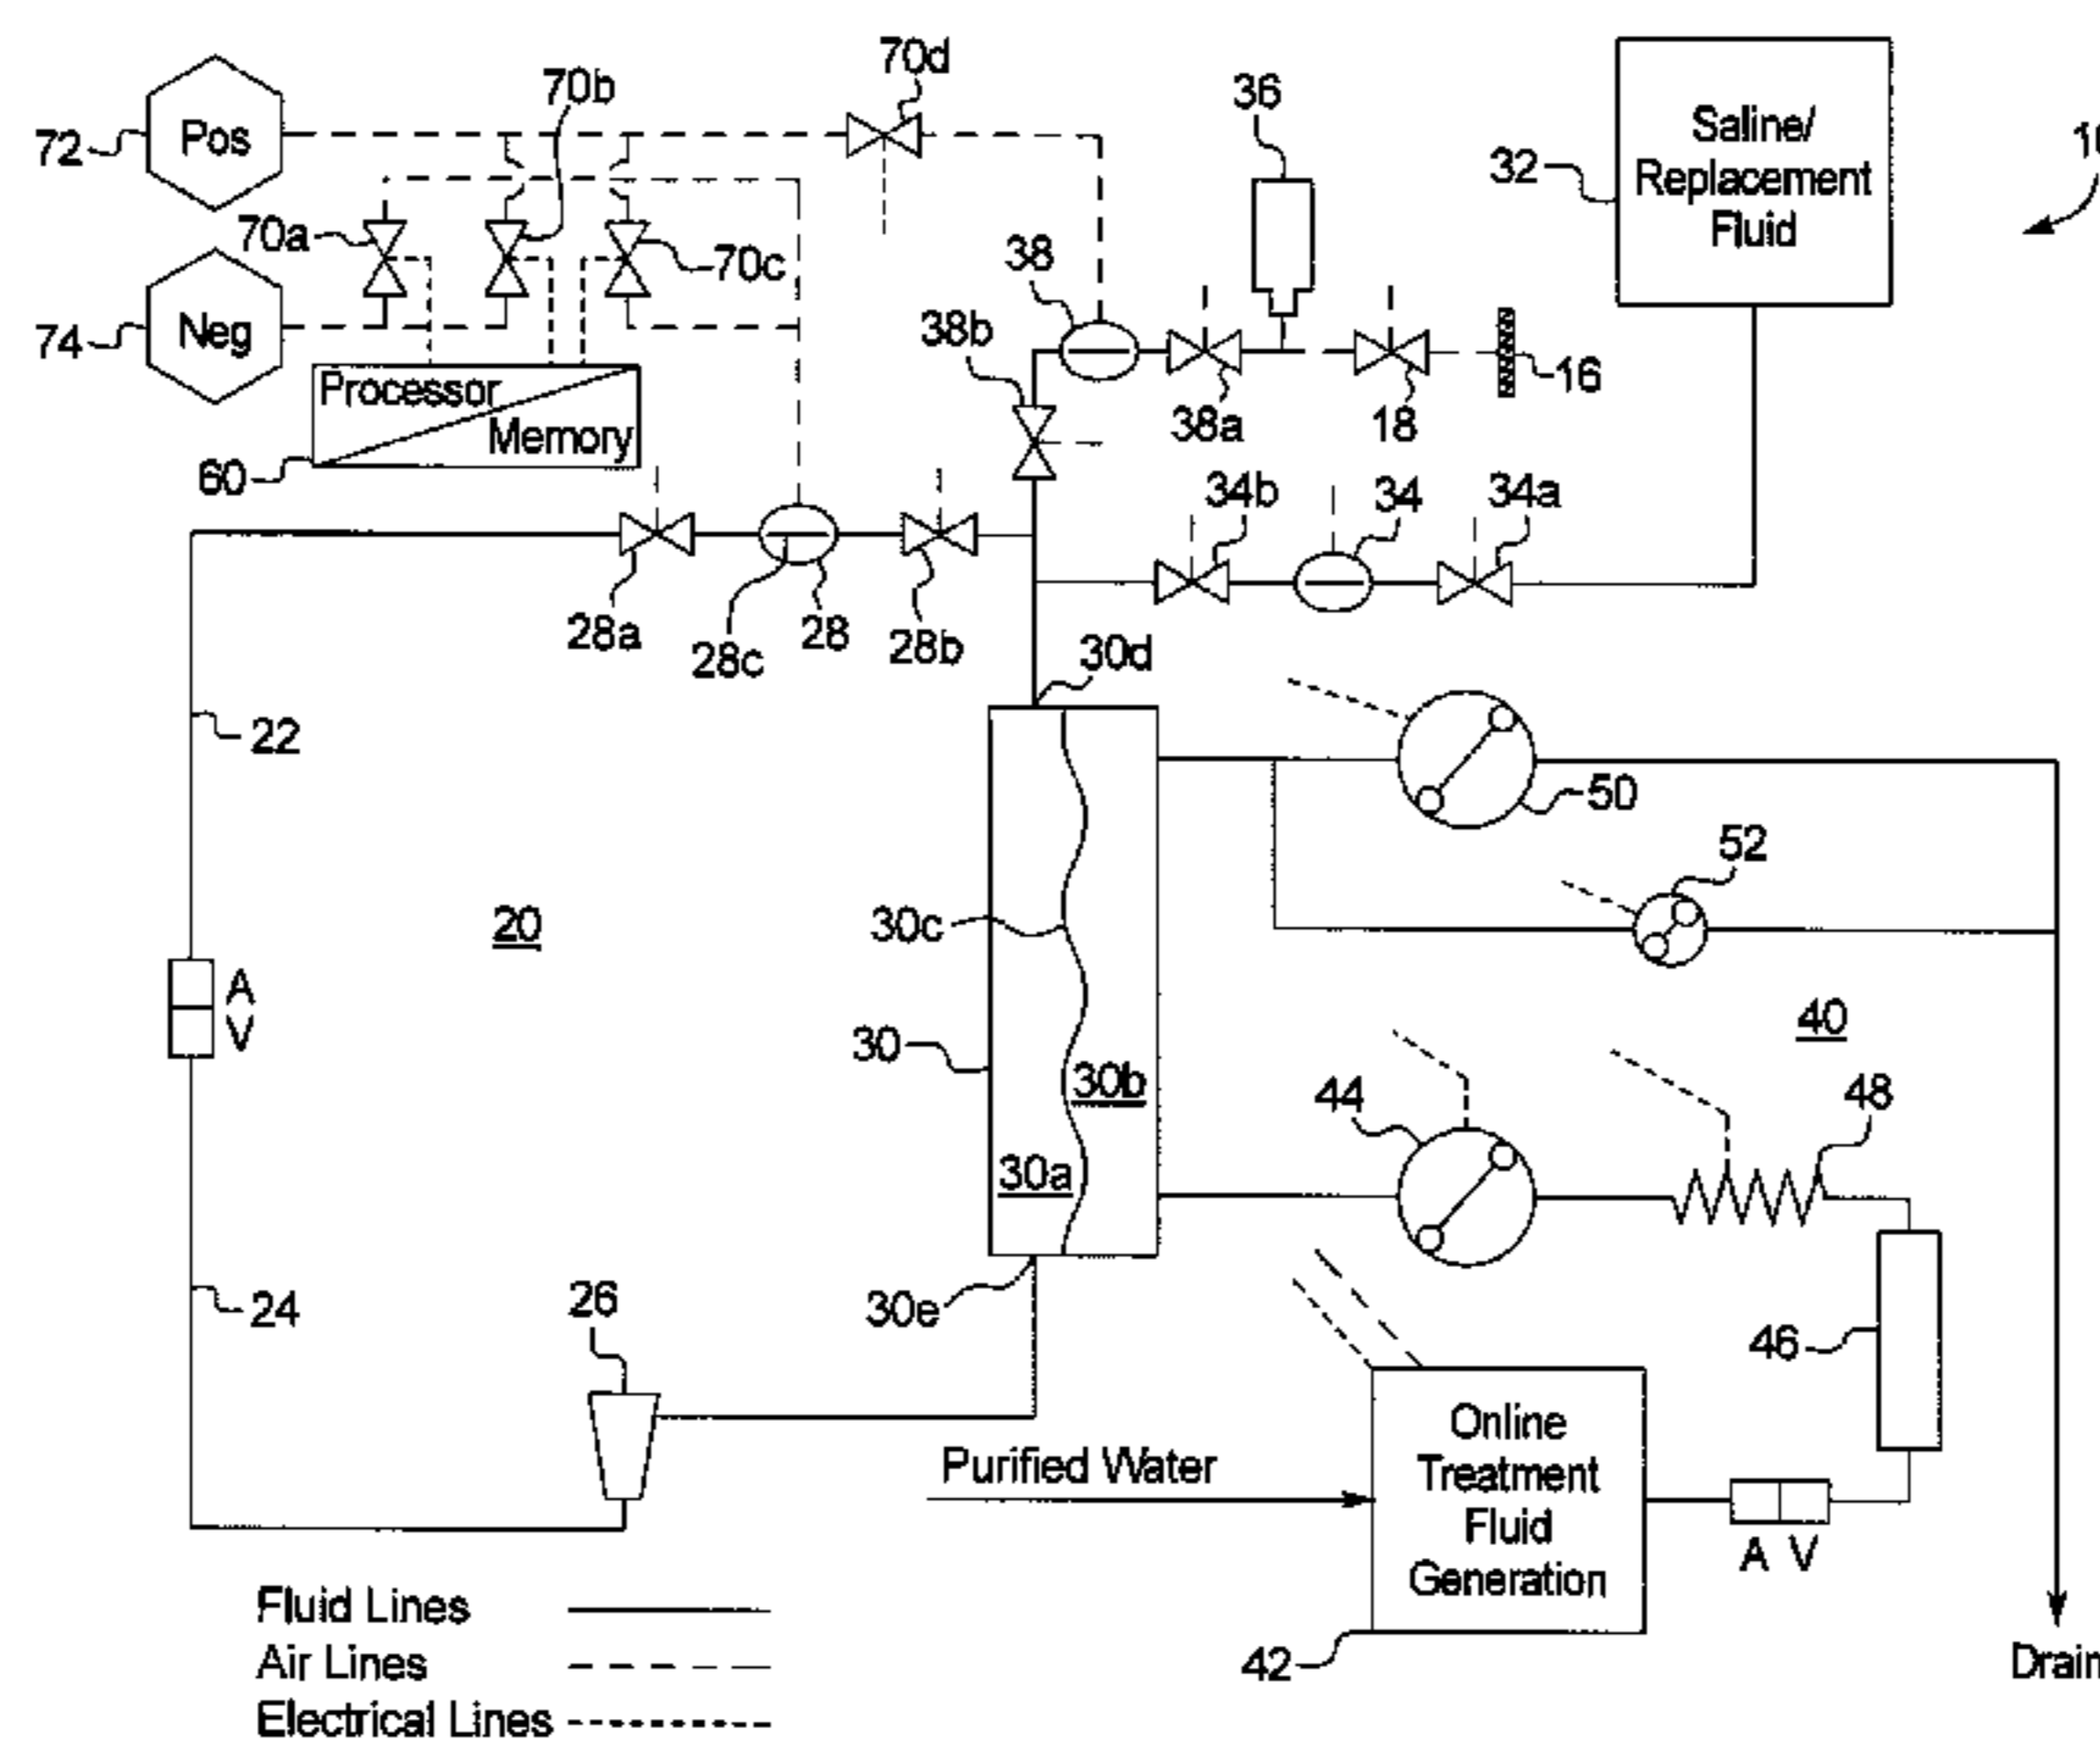 70d
70b
36
72
Pos
Saline/
Replacement
Fluid
32
70a
70c
38
74
Neg
38b
16
Processor
Memory
38a
18
60
34b
34
34a
28a
28c
28
28b
30d
22
50
52
20
30c
A
V
40
30
30b
44
48
30a
24
26
30e
46
Purified Water
Online
Treatment
Fluid
Generation
A V
Fluid Lines
Air Lines
42
Drain
Electrical Lines